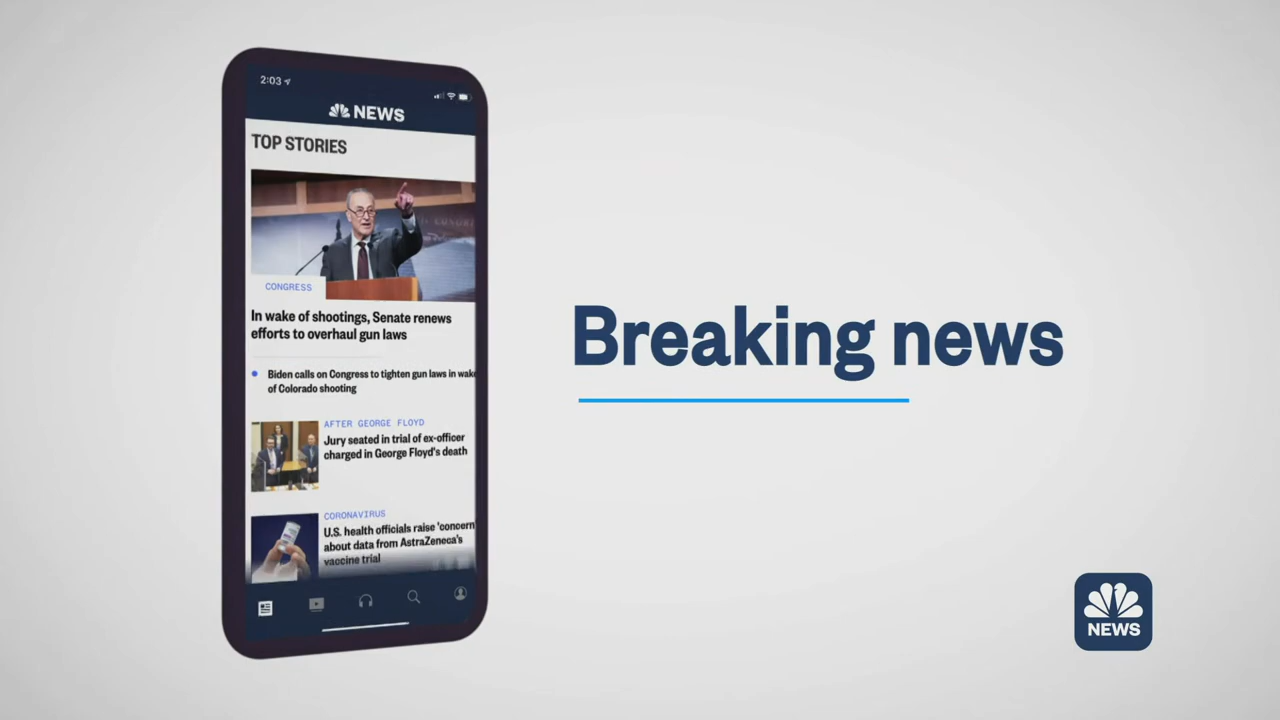 2:03
NEWS
TOP STORIES
CONGRESS
In wake of shootings, Senate renews
efforts to overhaul gun laws
Biden calls on Congress to tighten gun laws in wake
of Colorado shooting
AFTER GEORGE FLOYD
Jury seated in trial of ex-officer
charged in George Floyd's death
CORONAVIRUS
U.S. health officials raise 'concern
about data from AstraZeneca's
vaccine trial
Breaking news
NEWS